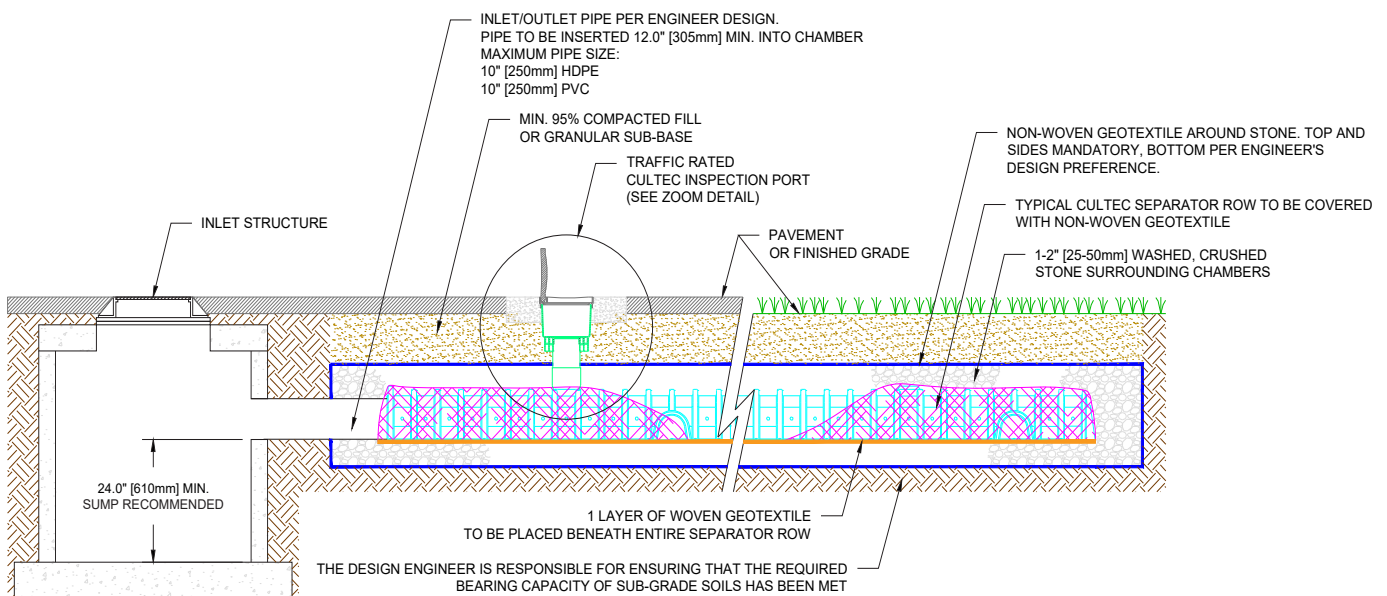 INLET/OUTLET PIPE PER ENGINEER DESIGN.
PIPE TO BE INSERTED 12.0" [305mm] MIN. INTO CHAMBER
MAXIMUM PIPE SIZE:
10" [250mm] HDPE
10" [250mm] PVC
MIN. 95% COMPACTED FILL
OR GRANULAR SUB-BASE
TRAFFIC RATED
CULTEC INSPECTION PORT
(SEE ZOOM DETAIL)
NON-WOVEN GEOTEXTILE AROUND STONE. TOP AND
SIDES MANDATORY, BOTTOM PER ENGINEER'S
DESIGN PREFERENCE.
TYPICAL CULTEC SEPARATOR ROW TO BE COVERED
WITH NON-WOVEN GEOTEXTILE
INLET STRUCTURE
PAVEMENT
OR FINISHED GRADE
1-2" [25-50mm] WASHED, CRUSHED
STONE SURROUNDING CHAMBERS
24.0" [610mm] MIN.
SUMP RECOMMENDED
1 LAYER OF WOVEN GEOTEXTILE
TO BE PLACED BENEATH ENTIRE SEPARATOR ROW
THE DESIGN ENGINEER IS RESPONSIBLE FOR ENSURING THAT THE REQUIRED
BEARING CAPACITY OF SUB-GRADE SOILS HAS BEEN MET